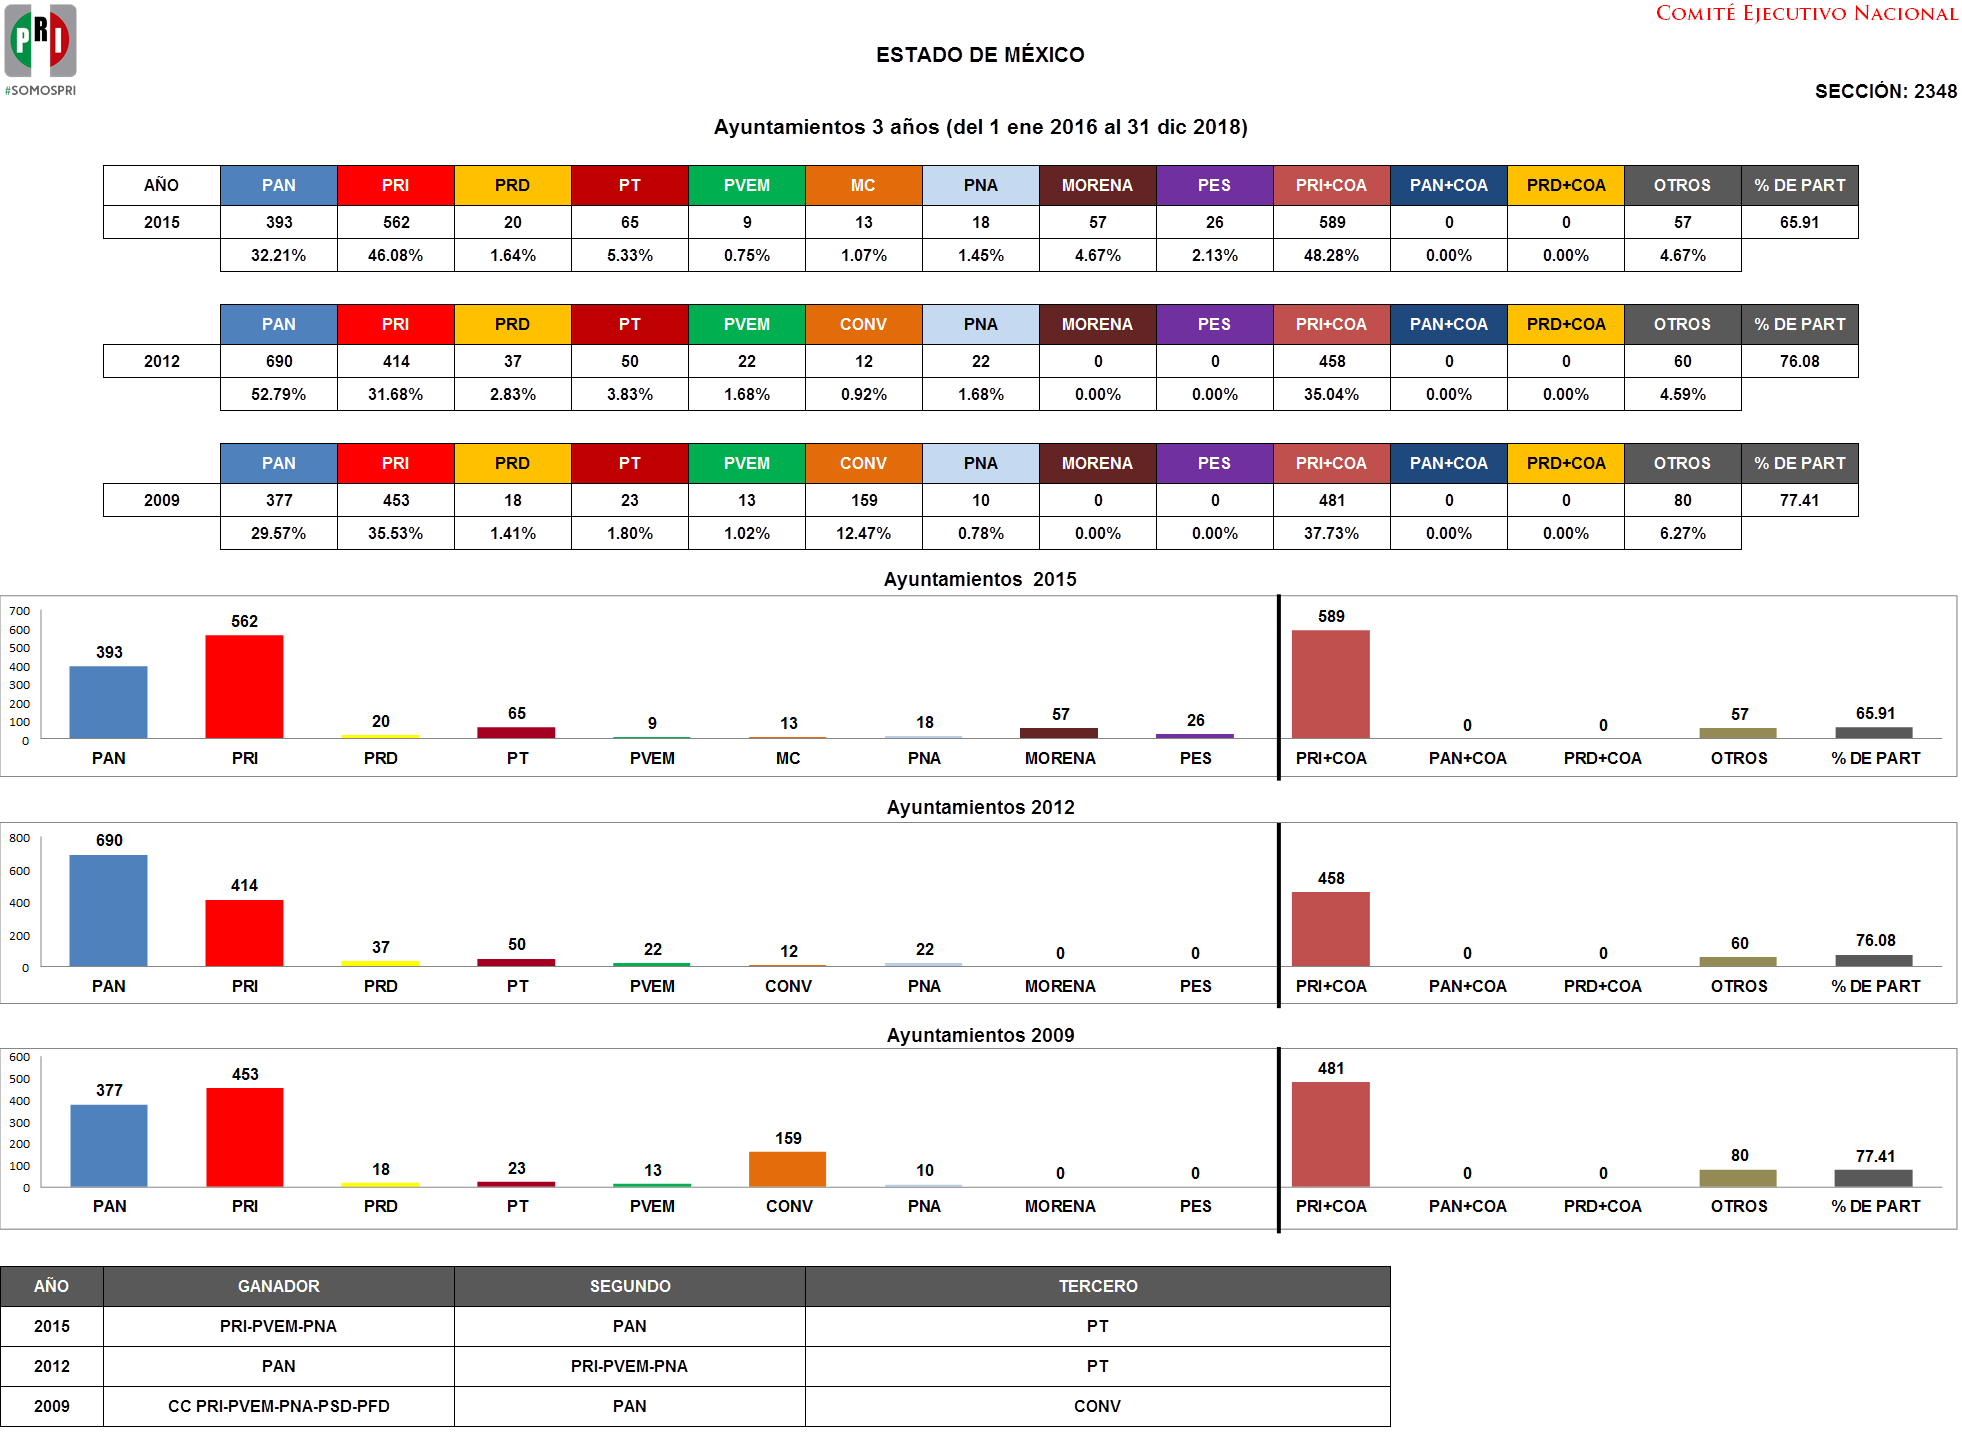 PRI
#SOMOSPRI
COMITÉ EJECUTIVO NACIONAL
ESTADO DE MÉXICO
SECCIÓN: 2348
Ayuntamientos 3 años (del 1 ene 2016 al 31 dic 2018)
AÑO PAN PRI PRD PT PVEM MC PNA MORENA PES PRI+COA PAN+COA PRD+COA OTROS % DE PART
2015 393 562 20 65 9 13 18 57 26 589 0 0 57 65.91
32.21% 46.08% 1.64% 5.33% 0.75% 1.07% 1.45% 4.67% 2.13% 48.28% 0.00% 0.00% 4.67%
PAN PRI PRD PT PVEM CONV PNA MORENA PES PRI+COA PAN+COA PRD+COA OTROS % DE PART
2012 690 414 37 50 22 12 22 0 0 458 0 0 60 76.08
52.79% 31.68% 2.83% 3.83% 1.68% 0.92% 1.68% 0.00% 0.00% 35.04% 0.00% 0.00% 4.59%
PAN PRI PRD PT PVEM CONV PNA MORENA PES PRI+COA PAN+COA PRD+COA OTROS % DE PART
2009 377 453 18 23 13 159 10 0 0 481 0 0 80 77.41
29.57% 35.53% 1.41% 1.80% 1.02% 12.47% 0.78% 0.00% 0.00% 37.73% 0.00% 0.00% 6.27%
Ayuntamientos 2015
700
600
500
400
300
200
100
0
393 562 20 65 9 13 18 57 26 589 0 0 57 65.91
PAN PRI PRD PT PVEM MC PNA MORENA PES PRI+COA PAN+COA PRD+COA OTROS % DE PART
Ayuntamientos 2012
800
600
400
200
0
690 414 37 50 22 12 22 0 0 458 0 0 60 76.08
PAN PRI PRD PT PVEM CONV PNA MORENA PES PRI+COA PAN+COA PRD+COA OTROS % DE PART
Ayuntamientos 2009
600
500
400
300
200
100
0
377 453 18 23 13 159 10 0 0 481 0 0 80 77.41
PAN PRI PRD PT PVEM CONV PNA MORENA PES PRI+COA PAN+COA PRD+COA OTROS % DE PART
AÑO GANADOR SEGUNDO TERCERO
2015 PRI-PVEM-PNA PAN PT
2012 PAN PRI-PVEM-PNA PT
2009 CC PRI-PVEM-PNA-PSD-PFD PAN CONV